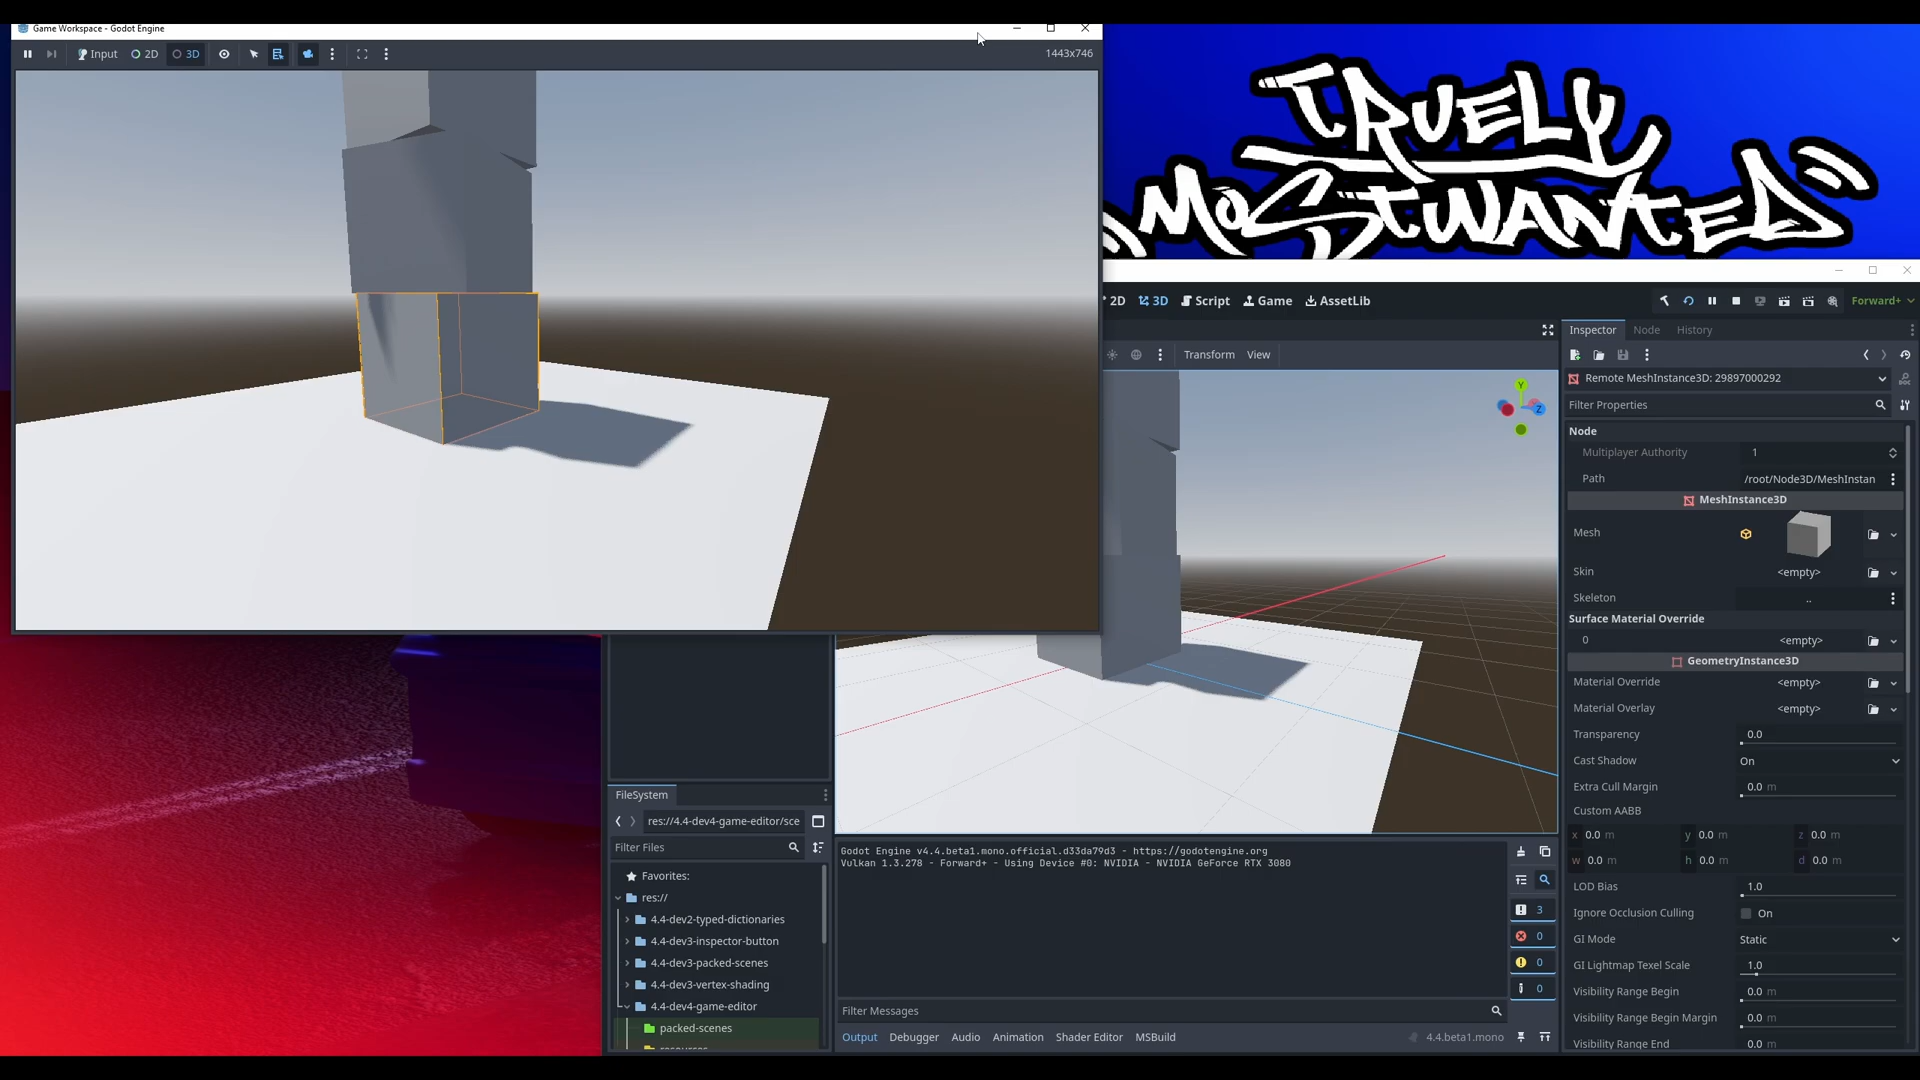 Game Workspace - Godot Engine
Input 2D 3D 1443x746
TRUELY
MOSTWANTED
2D 3D Script Game AssetLib Forward+
Transform View
Y
Z
Inspector Node History
Remote MeshInstance3D: 29897000292
Filter Properties
Node
Multiplayer Authority 1
Path /root/Node3D/MeshInstan
MeshInstance3D
Mesh
Skin <empty>
Skeleton ..
Surface Material Override
0 <empty>
GeometryInstance3D
Material Override <empty>
Material Overlay <empty>
Transparency 0.0
Cast Shadow On
Extra Cull Margin 0.0 m
Custom AABB
x 0.0 m y 0.0 m z 0.0 m
w 0.0 m h 0.0 m d 0.0 m
LOD Bias 1.0
Ignore Occlusion Culling On
GI Mode Static
GI Lightmap Texel Scale 1.0
Visibility Range Begin 0.0 m
Visibility Range Begin Margin 0.0 m
Visibility Range End 0.0 m
FileSystem
res://4.4-dev4-game-editor/sce
Filter Files
Favorites:
res://
4.4-dev2-typed-dictionaries
4.4-dev3-inspector-button
4.4-dev3-packed-scenes
4.4-dev3-vertex-shading
4.4-dev4-game-editor
packed-scenes
Godot Engine v4.4.beta1.mono.official.d33da79d3 - https://godotengine.org
Vulkan 1.3.278 - Forward+ - Using Device #0: NVIDIA - NVIDIA GeForce RTX 3080
3
0
0
0
Filter Messages
Output Debugger Audio Animation Shader Editor MSBuild 4.4.beta1.mono